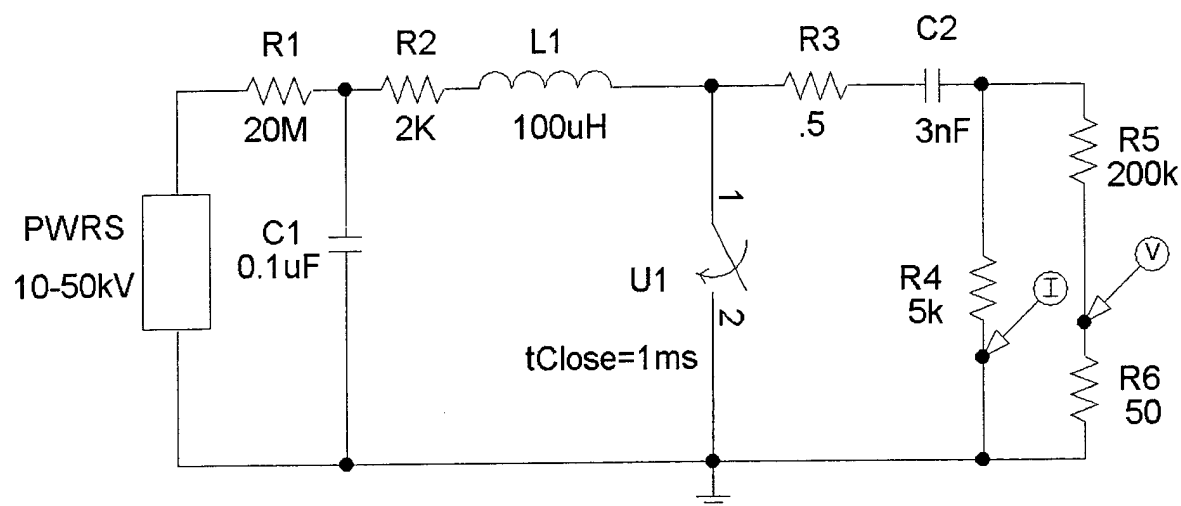 R1
20M
R2
2K
L1
100uH
R3
.5
C2
3nF
R5
200k
PWRS
10-50kV
C1
0.1uF
1
U1
2
tClose=1ms
R4
5k
I
V
R6
50